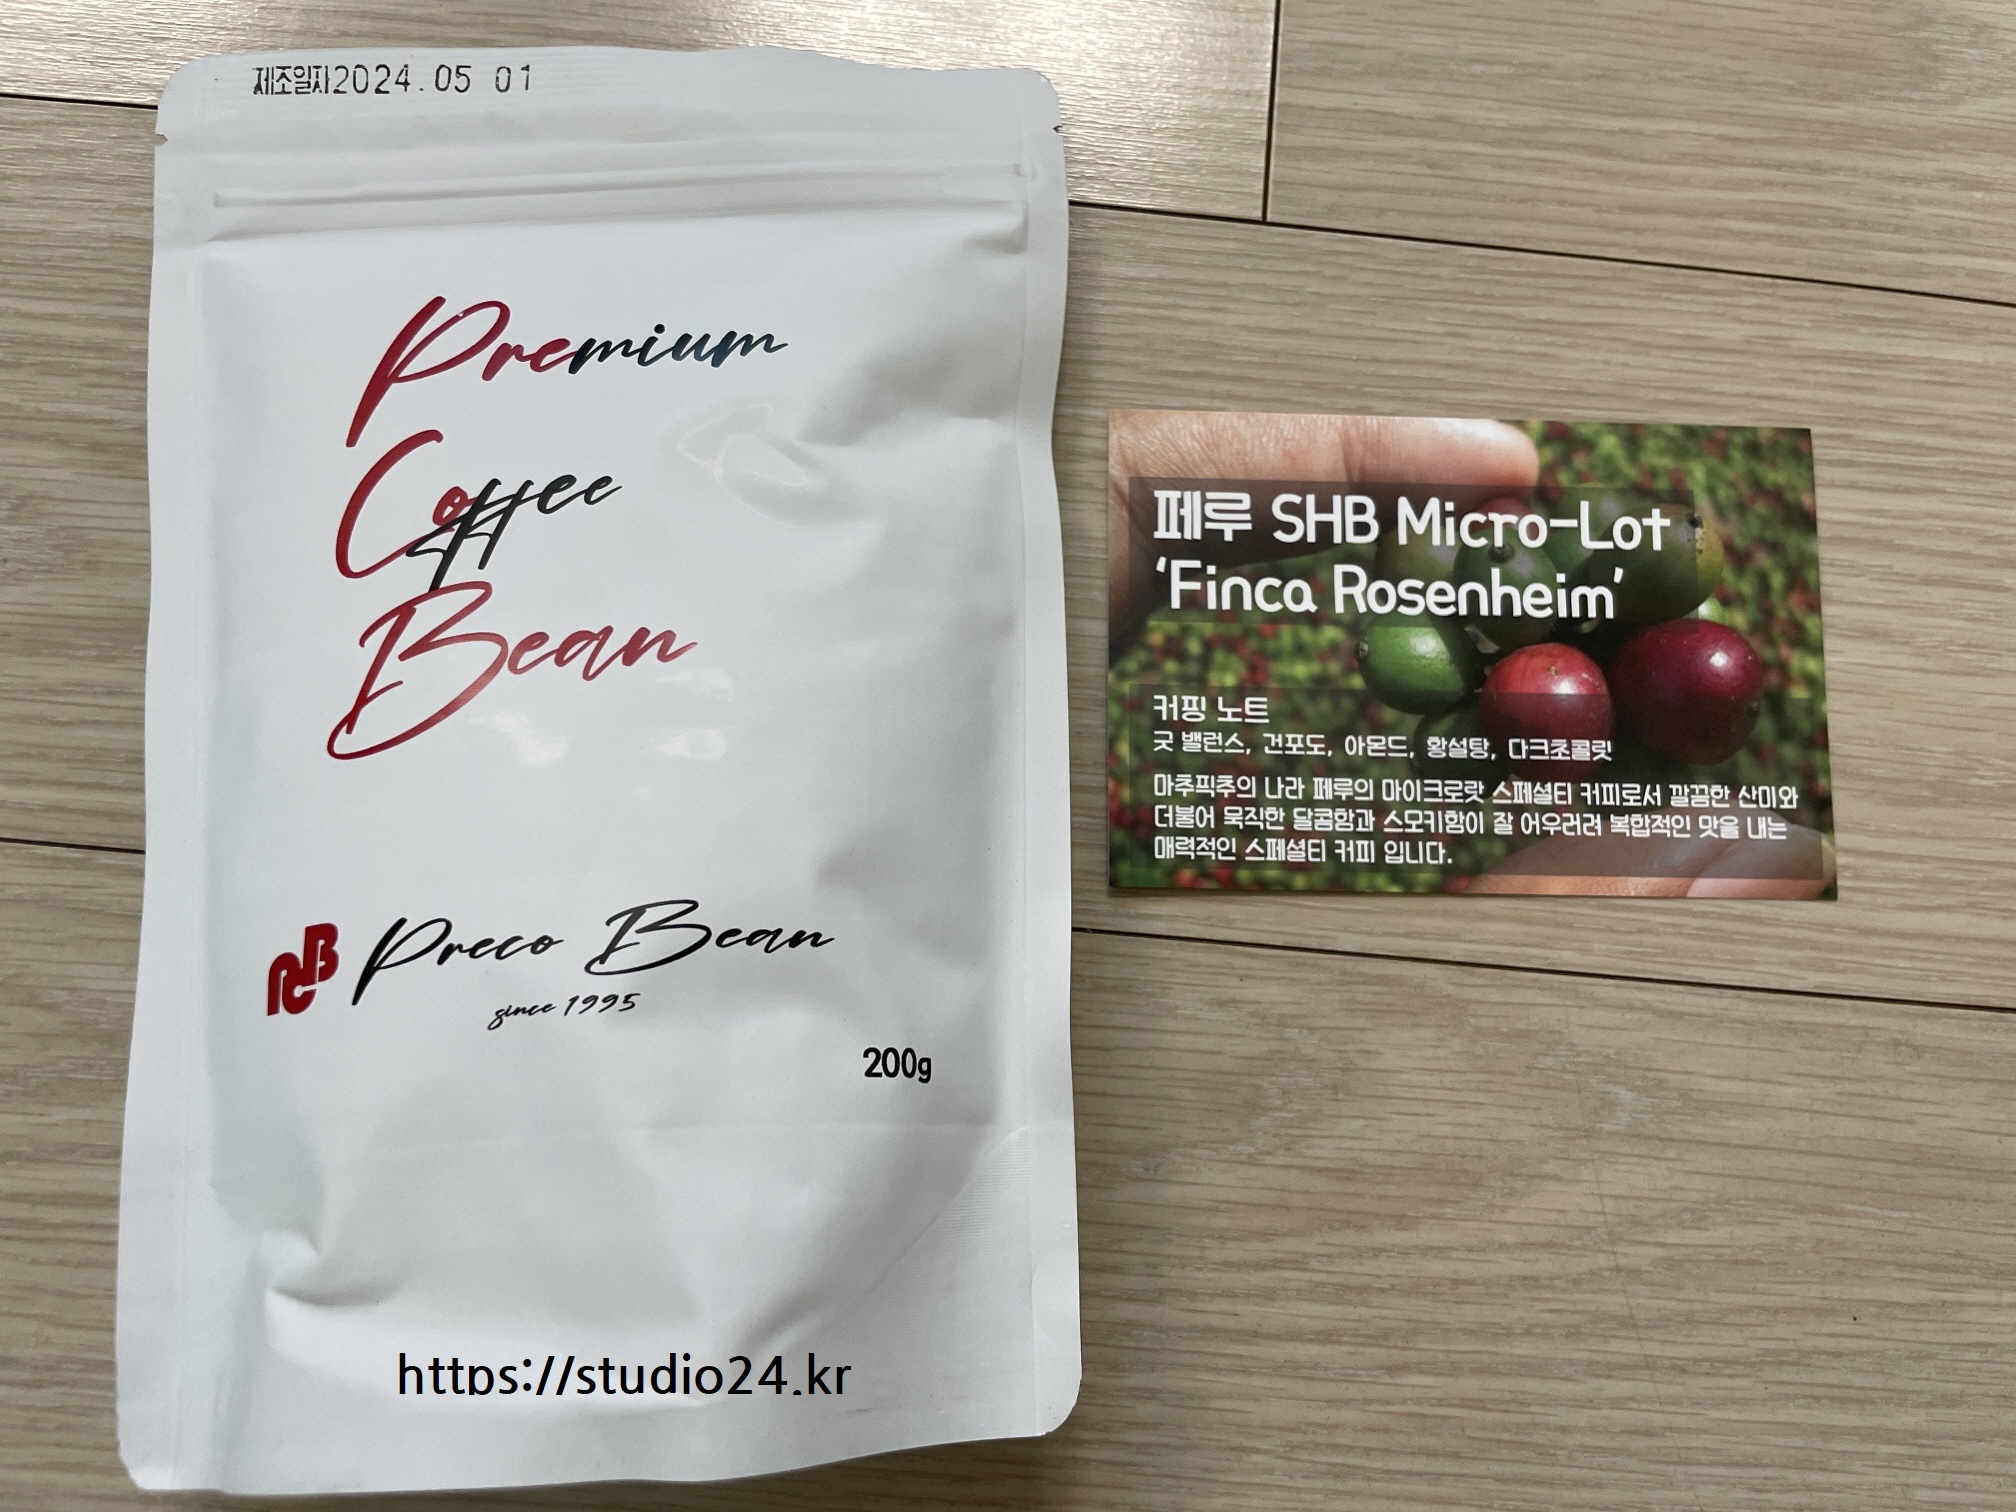 제조일자2024.05 01
Premium
Coffee
Bean
PCB Preco Bean
since 1995
200g
https://studio24.kr
페루 SHB Micro-Lot
‘Finca Rosenheim’
커핑 노트
굿 밸런스, 건포도, 아몬드, 황설탕, 다크초콜릿
마추픽추의 나라 페루의 마이크로랏 스페셜티 커피로서 깔끔한 산미와
더불어 묵직한 달콤함과 스모키함이 잘 어우러려 복합적인 맛을 내는
매력적인 스페셜티 커피 입니다.